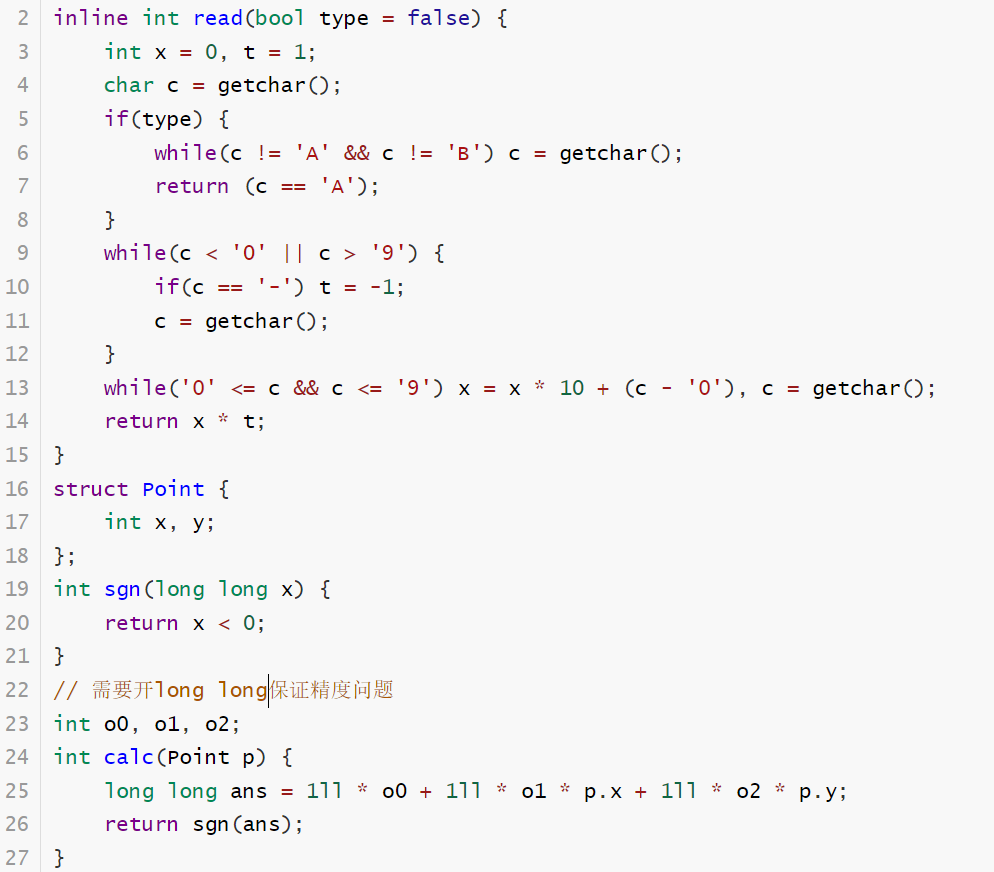 2 inline int read(bool type = false) {
3     int x = 0, t = 1;
4     char c = getchar();
5     if(type) {
6         while(c != 'A' && c != 'B') c = getchar();
7         return (c == 'A');
8     }
9     while(c < '0' || c > '9') {
10         if(c == '-') t = -1;
11         c = getchar();
12     }
13     while('0' <= c && c <= '9') x = x * 10 + (c - '0'), c = getchar();
14     return x * t;
15 }
16 struct Point {
17     int x, y;
18 };
19 int sgn(long long x) {
20     return x < 0;
21 }
22 // 需要开long long保证精度问题
23 int o0, o1, o2;
24 int calc(Point p) {
25     long long ans = 1ll * o0 + 1ll * o1 * p.x + 1ll * o2 * p.y;
26     return sgn(ans);
27 }